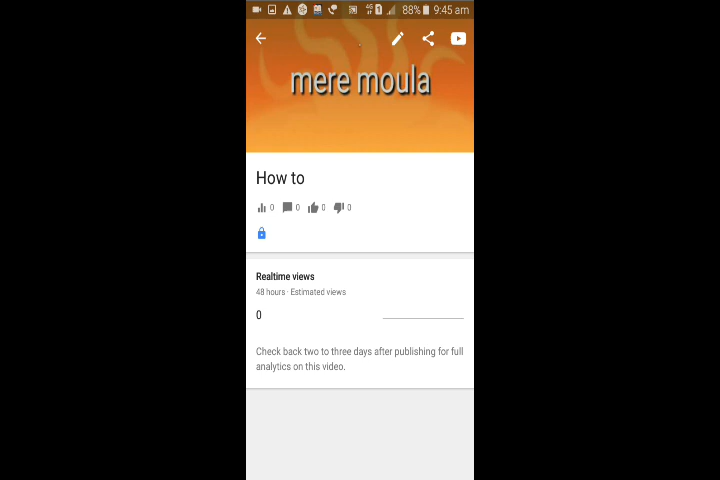 4G
88% 9:45 am
mere moula
How to
0 0 0 0
Realtime views
48 hours · Estimated views
0
Check back two to three days after publishing for full
analytics on this video.